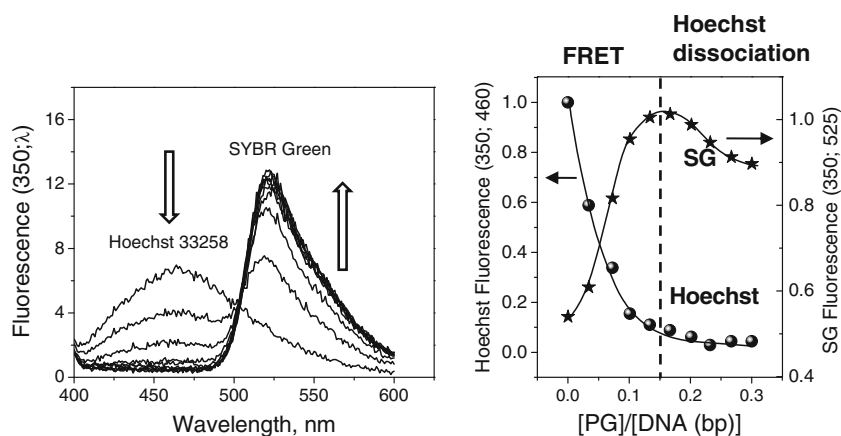 16
12
8
4
0
Fluorescence (350;λ)
Hoechst 33258
SYBR Green
400 450 500 550 600
Wavelength, nm
FRET
Hoechst
dissociation
1.0
0.8
0.6
0.4
0.2
0.0
Hoechst Fluorescence (350; 460)
SG
Hoechst
1.0
0.8
0.6
0.4
SG Fluorescence (350; 525)
0.0 0.1 0.2 0.3
[PG]/[DNA (bp)]